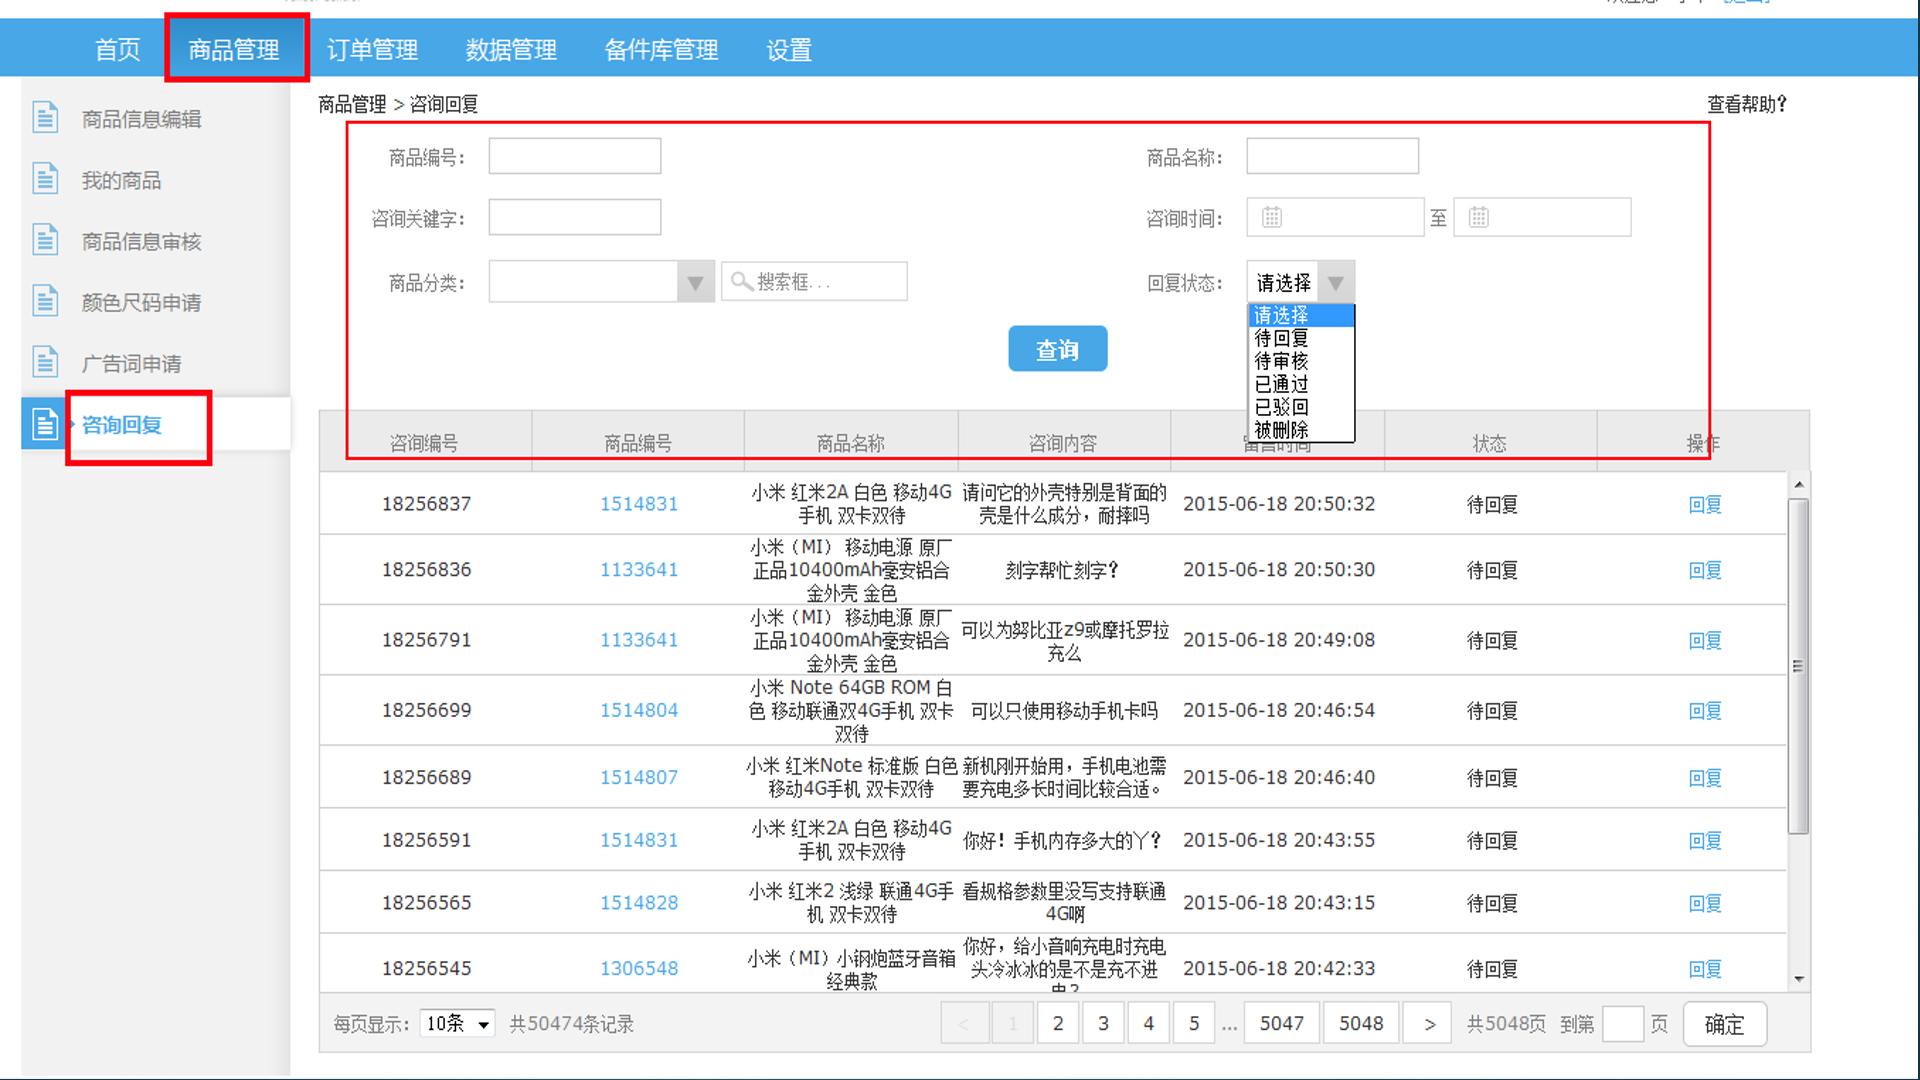 首页 商品管理 订单管理 数据管理 备件库管理 设置
商品信息编辑
我的商品
商品信息审核
颜色尺码申请
广告词申请
咨询回复
商品管理 > 咨询回复
查看帮助?
商品编号：
商品名称：
咨询关键字：
咨询时间： 至
商品分类： 搜索框...
回复状态： 请选择
请选择
待回复
待审核
已通过
已驳回
被删除
查询
咨询编号 商品编号 商品名称 咨询内容 留言时间 状态 操作
18256837 1514831 小米 红米2A 白色 移动4G 请问它的外壳特别是背面的 2015-06-18 20:50:32 待回复 回复
手机 双卡双待 壳是什么成分，耐摔吗
18256836 1133641 小米（MI） 移动电源 原厂 刻字帮忙刻字? 2015-06-18 20:50:30 待回复 回复
正品10400mAh毫安铝合
金外壳 金色
18256791 1133641 小米（MI） 移动电源 原厂 可以为努比亚z9或摩托罗拉 2015-06-18 20:49:08 待回复 回复
正品10400mAh毫安铝合 充么
金外壳 金色
18256699 1514804 小米 Note 64GB ROM 白 可以只使用移动手机卡吗 2015-06-18 20:46:54 待回复 回复
色 移动联通双4G手机 双卡
双待
18256689 1514807 小米 红米Note 标准版 白色 新机刚开始用，手机电池需 2015-06-18 20:46:40 待回复 回复
移动4G手机 双卡双待 要充电多长时间比较合适。
18256591 1514831 小米 红米2A 白色 移动4G 你好！手机内存多大的丫? 2015-06-18 20:43:55 待回复 回复
手机 双卡双待
18256565 1514828 小米 红米2 浅绿 联通4G手 看规格参数里没写支持联通 2015-06-18 20:43:15 待回复 回复
机 双卡双待 4G啊
18256545 1306548 小米（MI）小钢炮蓝牙音箱 你好，给小音响充电时充电 2015-06-18 20:42:33 待回复 回复
经典款 头冷冰冰的是不是充不进
电?
每页显示： 10条 共50474条记录 < 1 2 3 4 5 ... 5047 5048 > 共5048页 到第 页 确定